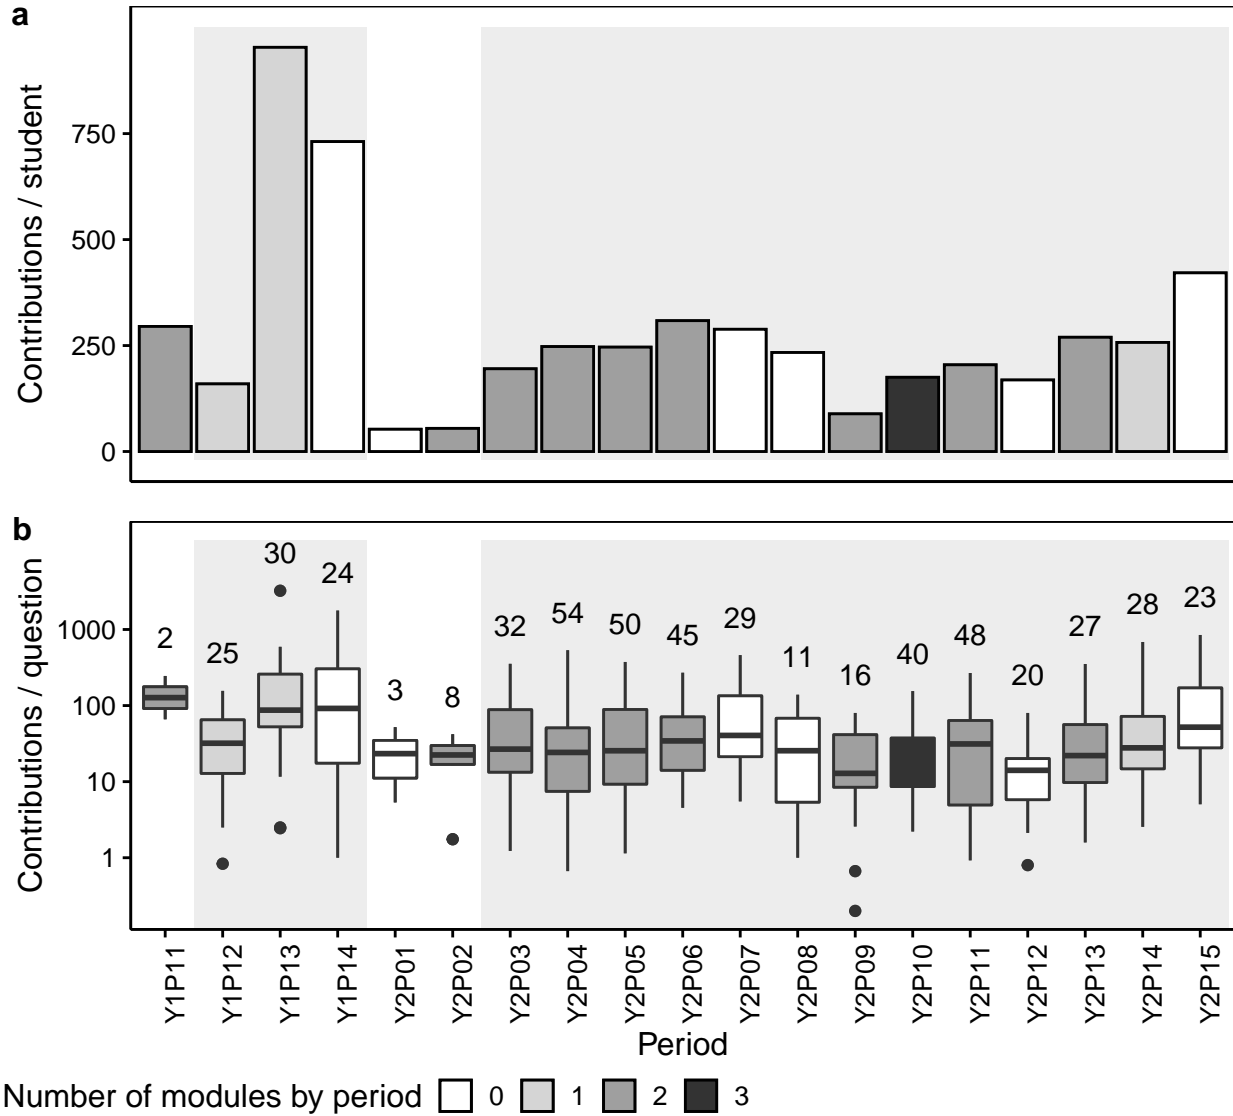 a
Contributions / student
750
500
250
0
b
Contributions / question
1000
100
10
1
2
25
30
24
3
8
32
54
50
45
29
11
16
40
48
20
27
28
23
Y1P11
Y1P12
Y1P13
Y1P14
Y2P01
Y2P02
Y2P03
Y2P04
Y2P05
Y2P06
Y2P07
Y2P08
Y2P09
Y2P10
Y2P11
Y2P12
Y2P13
Y2P14
Y2P15
Period
Number of modules by period 0 1 2 3